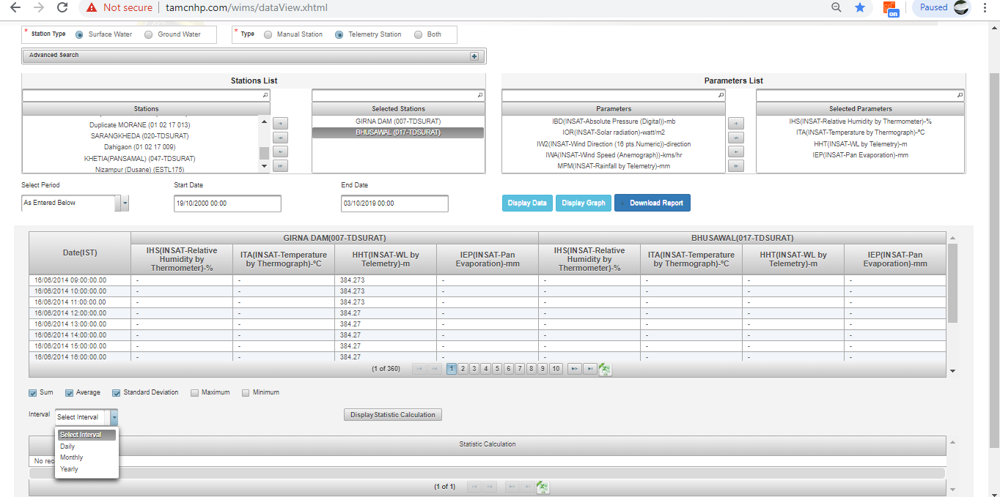 Not secure
tamcnhp.com/wims/dataView.xhtml
on
Paused
* Station Type Surface Water Ground Water
* Type Manual Station Telemetry Station Both
Advanced Search
Stations List
Parameters List
Stations
Selected Stations
Parameters
Selected Parameters
Duplicate MORANE (01 02 17 013)
SARANGKHEDA (020-TDSURAT)
Dahigaon (01 02 17 009)
KHETIA(PANSAMAL) (047-TDSURAT)
Nizampur (Dusane) (ESTL175)
GIRNA DAM (007-TDSURAT)
BHUSAWAL (017-TDSURAT)
IBD(INSAT-Absolute Pressure (Digital))-mb
IOR(INSAT-Solar radiation)-watt/m2
IW2(INSAT-Wind Direction (16 pts.Numeric))-direction
IWA(INSAT-Wind Speed (Anemograph))-kms/hr
MPM(INSAT-Rainfall by Telemetry)-mm
IHS(INSAT-Relative Humidity by Thermometer)-%
ITA(INSAT-Temperature by Thermograph)-ºC
HHT(INSAT-WL by Telemetry)-m
IEP(INSAT-Pan Evaporation)-mm
Select Period Start Date End Date
As Entered Below 19/10/2000 00:00 03/10/2019 00:00
Display Data Display Graph Download Report
Date(IST)
GIRNA DAM(007-TDSURAT)
BHUSAWAL(017-TDSURAT)
IHS(INSAT-Relative
Humidity by
Thermometer)-%
ITA(INSAT-Temperature
by Thermograph)-ºC
HHT(INSAT-WL by
Telemetry)-m
IEP(INSAT-Pan
Evaporation)-mm
IHS(INSAT-Relative
Humidity by
Thermometer)-%
ITA(INSAT-Temperature
by Thermograph)-ºC
HHT(INSAT-WL by
Telemetry)-m
IEP(INSAT-Pan
Evaporation)-mm
16/06/2014 09:00:00.00 - - 384.273 - - - - -
16/06/2014 10:00:00.00 - - 384.273 - - - - -
16/06/2014 11:00:00.00 - - 384.273 - - - - -
16/06/2014 12:00:00.00 - - 384.27 - - - - -
16/06/2014 13:00:00.00 - - 384.27 - - - - -
16/06/2014 14:00:00.00 - - 384.27 - - - - -
16/06/2014 15:00:00.00 - - 384.27 - - - - -
16/06/2014 16:00:00.00 - - 384.27 - - - - -
(1 of 360) 1 2 3 4 5 6 7 8 9 10
Sum Average Standard Deviation Maximum Minimum
Interval Select Interval Display Statistic Calculation
Select Interval
Daily
Monthly
Yearly
Statistic Calculation
No rec
(1 of 1)